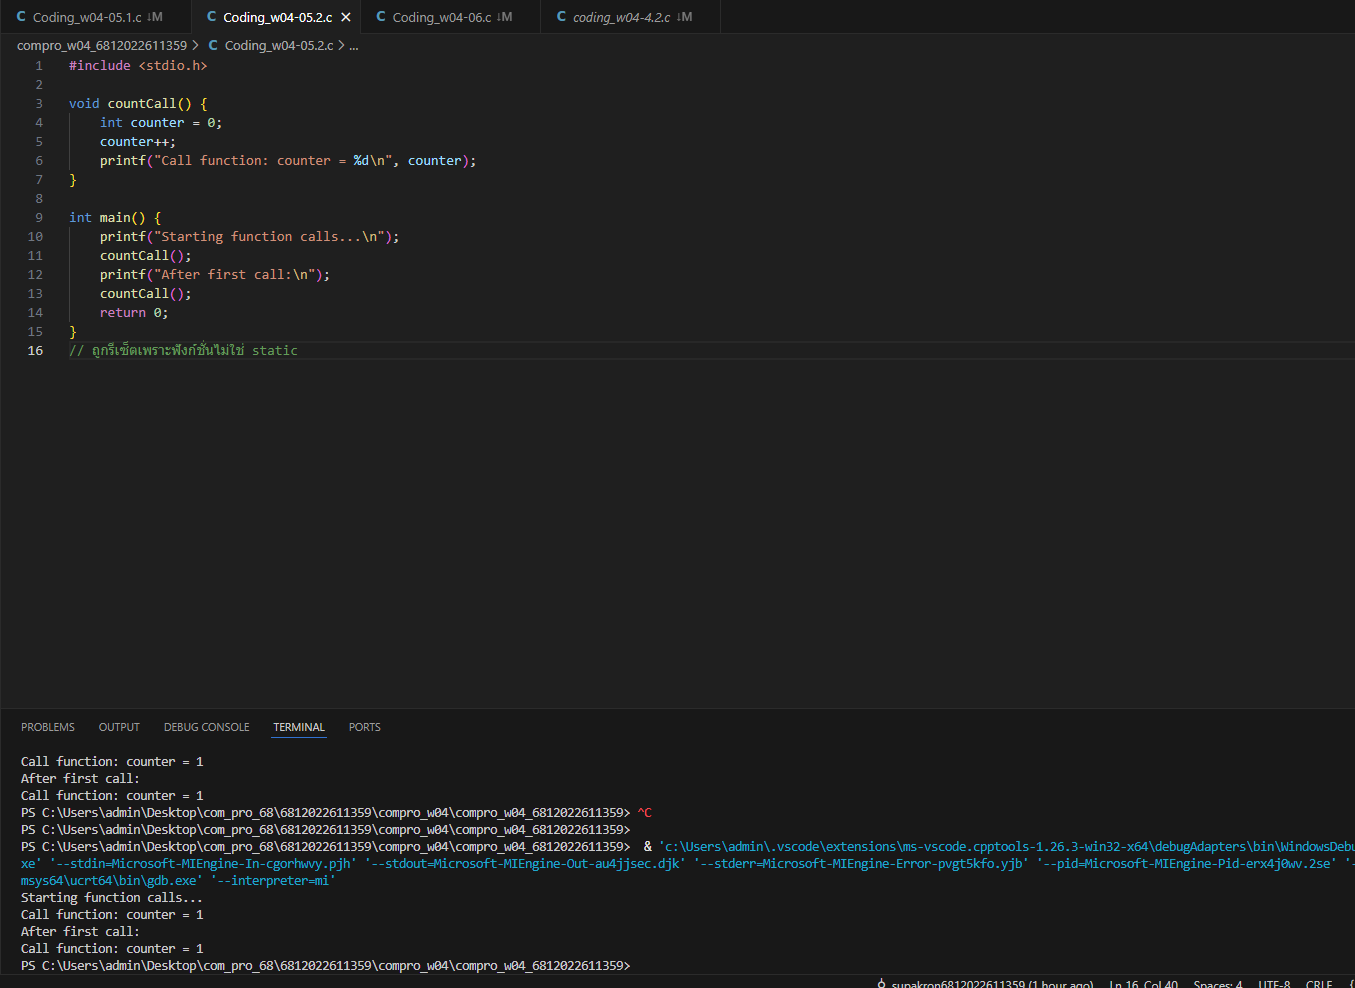 Coding_w04-05.1.c ↓M
Coding_w04-05.2.c
Coding_w04-06.c ↓M
coding_w04-4.2.c ↓M
compro_w04_6812022611359 > C Coding_w04-05.2.c > ...
1 #include <stdio.h>
2
3 void countCall() {
4 int counter = 0;
5 counter++;
6 printf("Call function: counter = %d\n", counter);
7 }
8
9 int main() {
10 printf("Starting function calls...\n");
11 countCall();
12 printf("After first call:\n");
13 countCall();
14 return 0;
15 }
16 // ถูกรีเซ็ตเพราะฟังก์ชั่นไม่ใช่ static
PROBLEMS OUTPUT DEBUG CONSOLE TERMINAL PORTS
Call function: counter = 1
After first call:
Call function: counter = 1
PS C:\Users\admin\Desktop\com_pro_68\6812022611359\compro_w04\compro_w04_6812022611359> ^C
PS C:\Users\admin\Desktop\com_pro_68\6812022611359\compro_w04\compro_w04_6812022611359>
PS C:\Users\admin\Desktop\com_pro_68\6812022611359\compro_w04\compro_w04_6812022611359> & 'c:\Users\admin\.vscode\extensions\ms-vscode.cpptools-1.26.3-win32-x64\debugAdapters\bin\WindowsDebu
xe' '--stdin=Microsoft-MIEngine-In-cgorhwvy.pjh' '--stdout=Microsoft-MIEngine-Out-au4jjsec.djk' '--stderr=Microsoft-MIEngine-Error-pvgt5kfo.yjb' '--pid=Microsoft-MIEngine-Pid-erx4j0wv.2se' '-
msys64\ucrt64\bin\gdb.exe' '--interpreter=mi'
Starting function calls...
Call function: counter = 1
After first call:
Call function: counter = 1
PS C:\Users\admin\Desktop\com_pro_68\6812022611359\compro_w04\compro_w04_6812022611359>
supakron6812022611359 (1 hour ago) Ln 16, Col 40 Spaces: 4 UTF-8 CRLF {